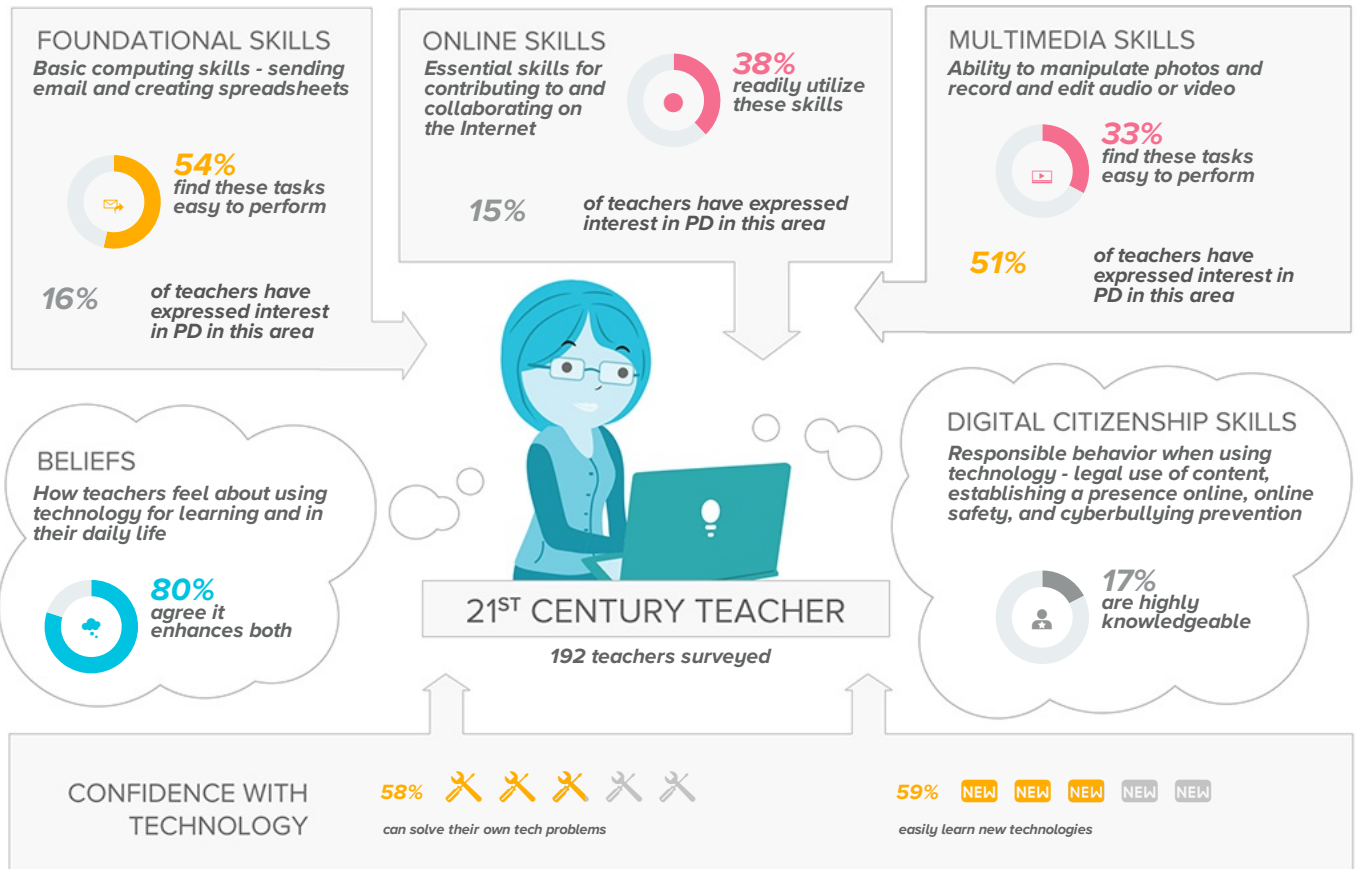 FOUNDATIONAL SKILLS
Basic computing skills - sending
email and creating spreadsheets
54%
find these tasks
easy to perform
16%
of teachers have
expressed interest
in PD in this area
ONLINE SKILLS
Essential skills for
contributing to and
collaborating on
the Internet
38%
readily utilize
these skills
15%
of teachers have expressed
interest in PD in this area
MULTIMEDIA SKILLS
Ability to manipulate photos and
record and edit audio or video
33%
find these tasks
easy to perform
51%
of teachers have
expressed interest in
PD in this area
BELIEFS
How teachers feel about using
technology for learning and in
their daily life
80%
agree it
enhances both
DIGITAL CITIZENSHIP SKILLS
Responsible behavior when using
technology - legal use of content,
establishing a presence online, online
safety, and cyberbullying prevention
17%
are highly
knowledgeable
21ST CENTURY TEACHER
192 teachers surveyed
CONFIDENCE WITH
TECHNOLOGY
58%
can solve their own tech problems
59% NEW NEW NEW NEW NEW
easily learn new technologies